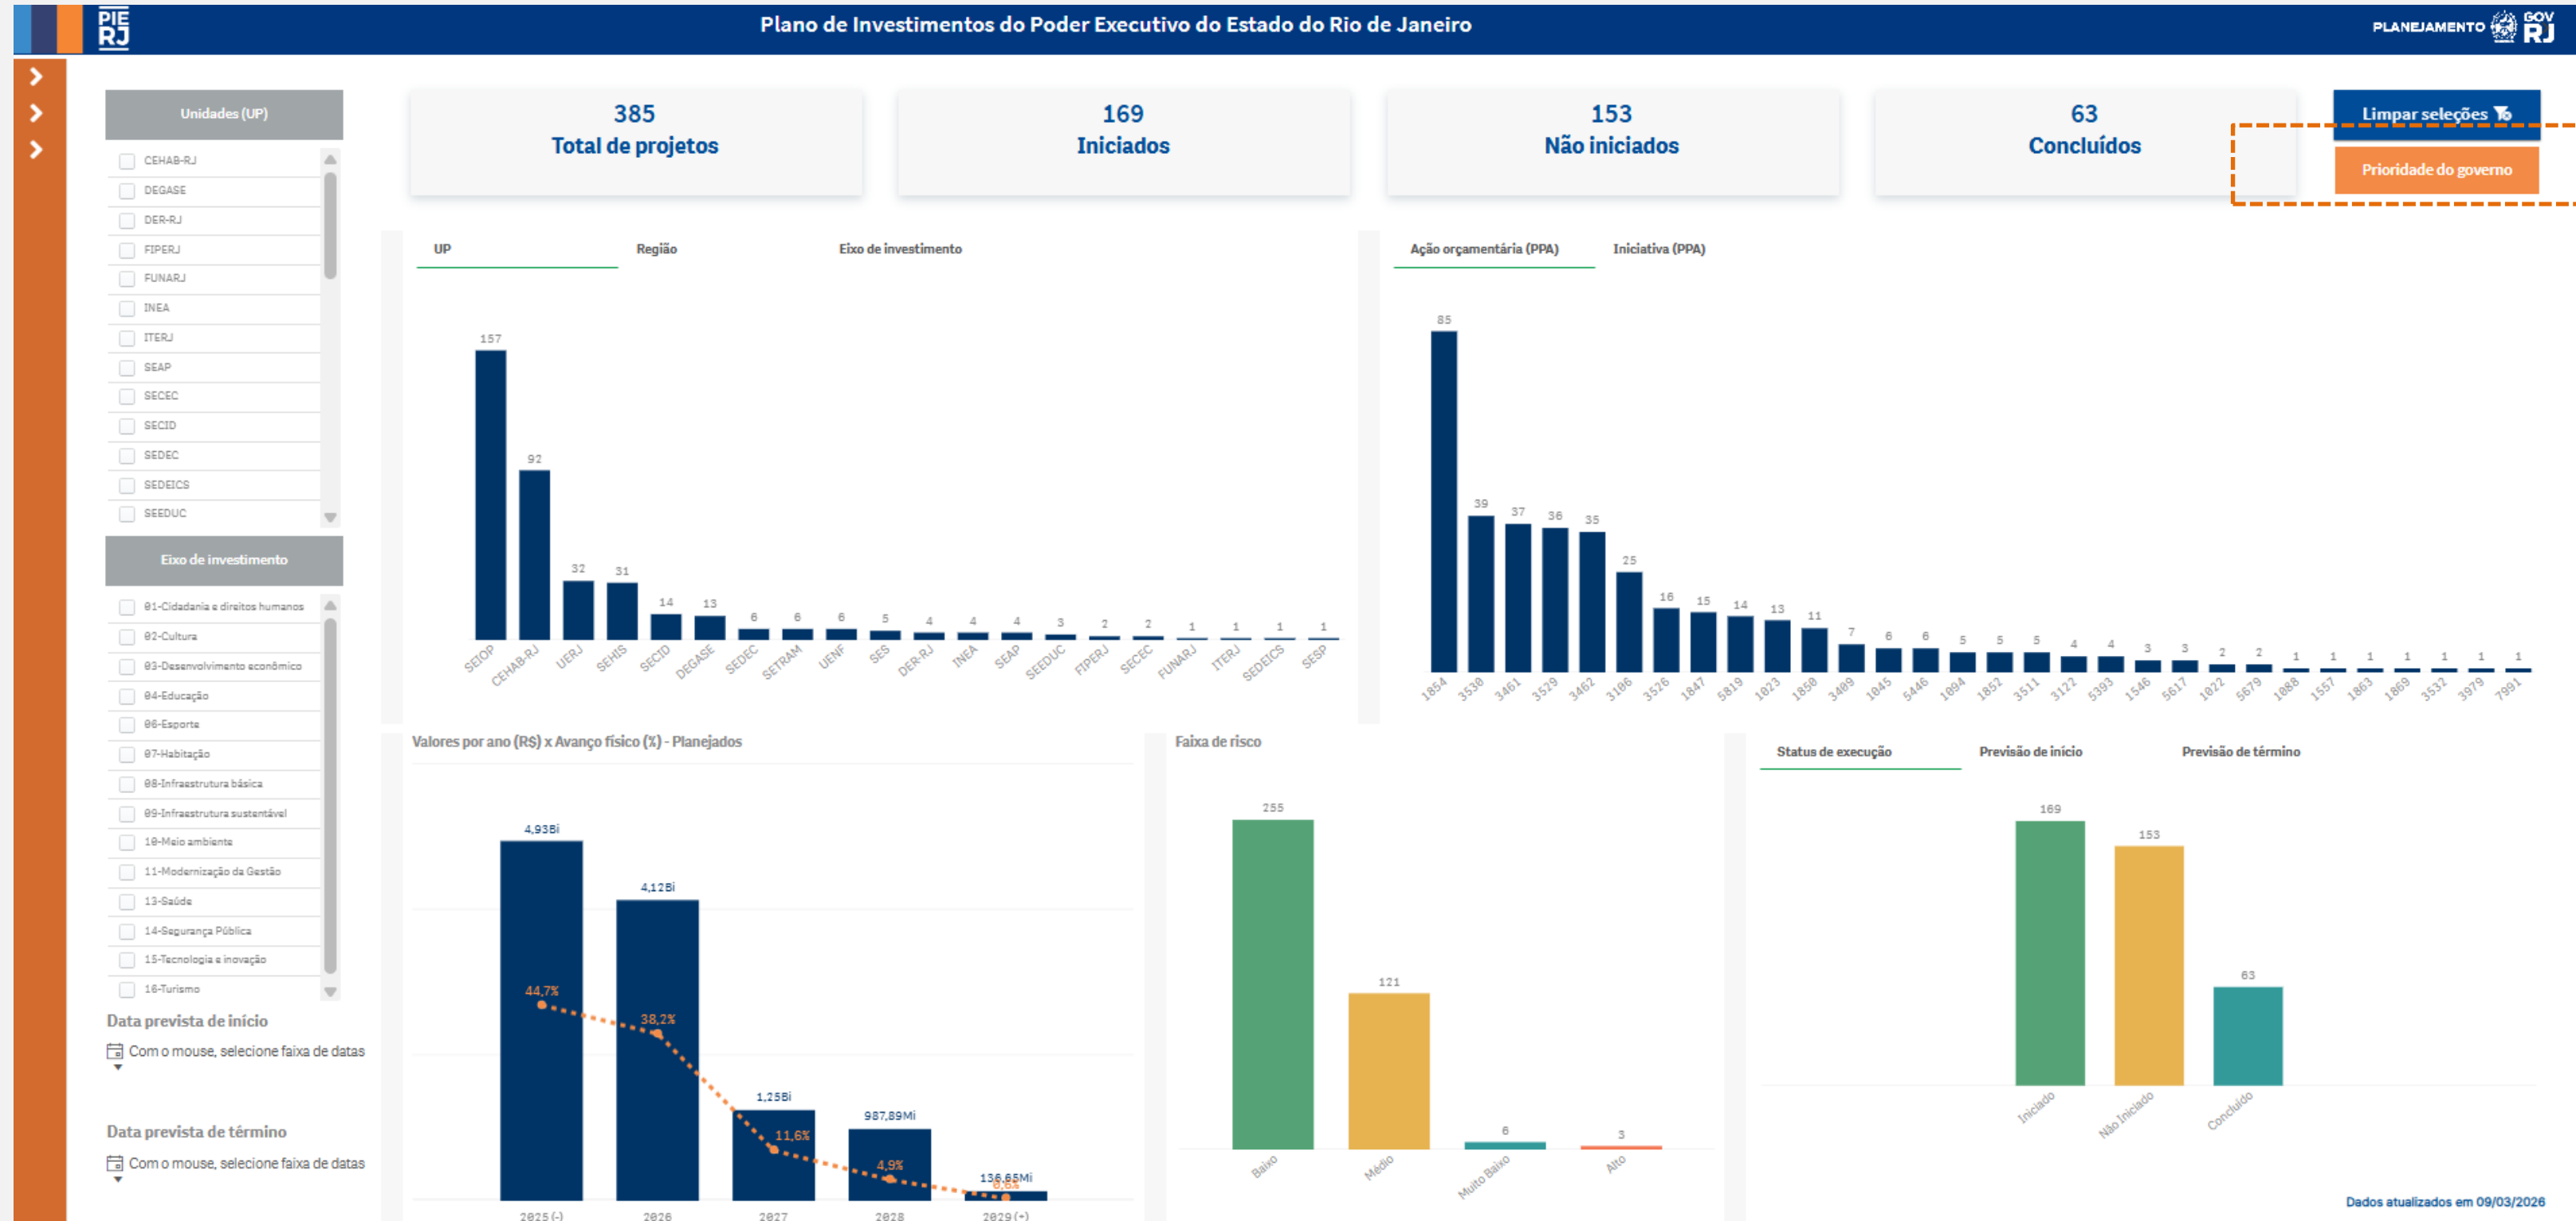 PIE
RJ
Plano de Investimentos do Poder Executivo do Estado do Rio de Janeiro
PLANEJAMENTO
GOV
RJ
Unidades (UP)
CEHAB-RJ
DEGASE
DER-RJ
FIPERJ
FUNARJ
INEA
ITERJ
SEAP
SECEC
SECID
SEDEC
SEDEICS
SEEDUC
Eixo de investimento
01-Cidadania e direitos humanos
02-Cultura
03-Desenvolvimento econômico
04-Educação
06-Esporte
07-Habitação
08-Infraestrutura básica
09-Infraestrutura sustentável
10-Meio ambiente
11-Modernização da Gestão
13-Saúde
14-Segurança Pública
15-Tecnologia e inovação
16-Turismo
Data prevista de início
Com o mouse, selecione faixa de datas
Data prevista de término
Com o mouse, selecione faixa de datas
385
Total de projetos
169
Iniciados
153
Não iniciados
63
Concluídos
Limpar seleções
Prioridade do governo
UP Região Eixo de investimento
157 92 32 31 14 13 6 6 6 5 4 4 4 3 2 2 1 1 1 1
SEIOP CEHAB-RJ UERJ SEHIS SECID DEGASE SEDEC SETRAM UENF SES DER-RJ INEA SEAP SEEDUC FIPERJ SECEC FUNARJ ITERJ SEDEICS SESP
Ação orçamentária (PPA) Iniciativa (PPA)
85 39 37 36 35 25 16 15 14 13 11 7 6 6 5 5 5 4 4 3 3 2 2 1 1 1 1 1 1 1
1854 3530 3461 3529 3462 3106 3526 1847 5819 1023 1850 3409 1045 5446 1094 1852 3511 3122 5393 1546 5617 1022 5679 1088 1557 1863 1869 3532 3979 7991
Valores por ano (R$) x Avanço físico (%) - Planejados
4,93Bi
4,12Bi
1,25Bi
987,89Mi
136,65Mi
44,7%
38,2%
11,6%
4,9%
0,6%
2025 (-) 2026 2027 2028 2029 (+)
Faixa de risco
255 121 6 3
Baixo Médio Muito Baixo Alto
Status de execução Previsão de início Previsão de término
169 153 63
Iniciado Não Iniciado Concluído
Dados atualizados em 09/03/2026